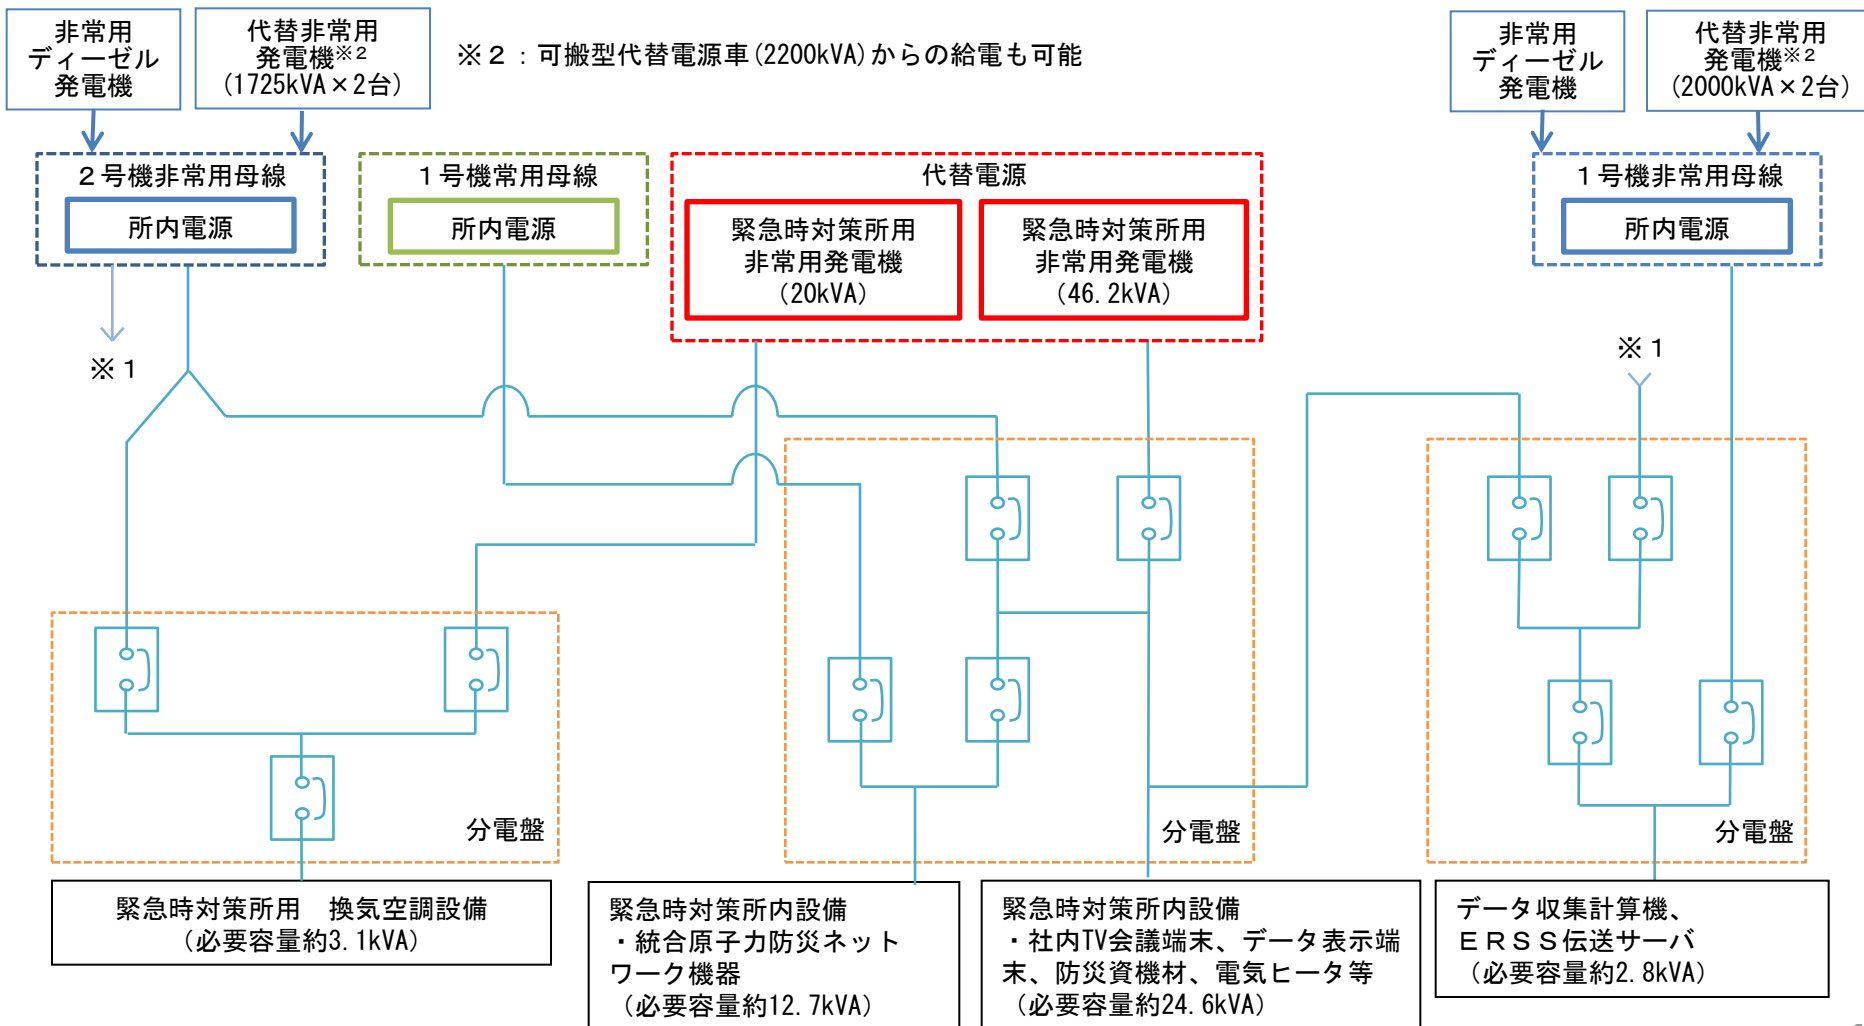 非常用
ディーゼル
発電機
代替非常用
発電機※2
(1725kVA×2台)
※2：可搬型代替電源車(2200kVA)からの給電も可能
非常用
ディーゼル
発電機
代替非常用
発電機※2
(2000kVA×2台)
２号機非常用母線
所内電源
１号機常用母線
所内電源
代替電源
緊急時対策所用
非常用発電機
(20kVA)
緊急時対策所用
非常用発電機
(46.2kVA)
１号機非常用母線
所内電源
※１
※１
分電盤
分電盤
分電盤
緊急時対策所用　換気空調設備
(必要容量約3.1kVA)
緊急時対策所内設備
・統合原子力防災ネット
ワーク機器
(必要容量約12.7kVA)
緊急時対策所内設備
・社内TV会議端末、データ表示端
末、防災資機材、電気ヒータ等
(必要容量約24.6kVA)
データ収集計算機、
ＥＲＳＳ伝送サーバ
(必要容量約2.8kVA)